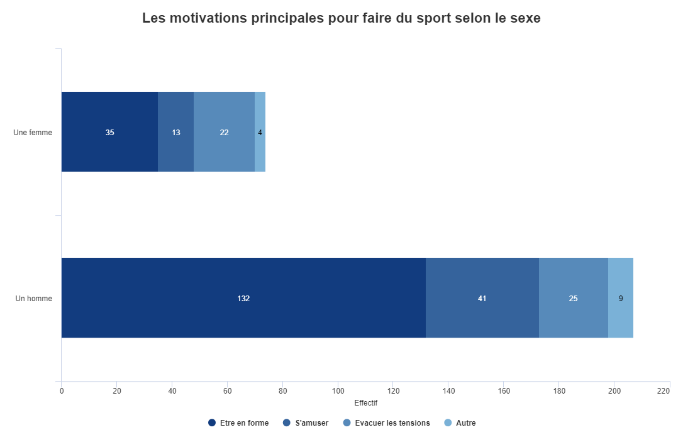 Les motivations principales pour faire du sport selon le sexe
Une femme
35
13
22
4
Un homme
132
41
25
9
0 20 40 60 80 100 120 140 160 180 200 220
Effectif
Etre en forme S'amuser Evacuer les tensions Autre